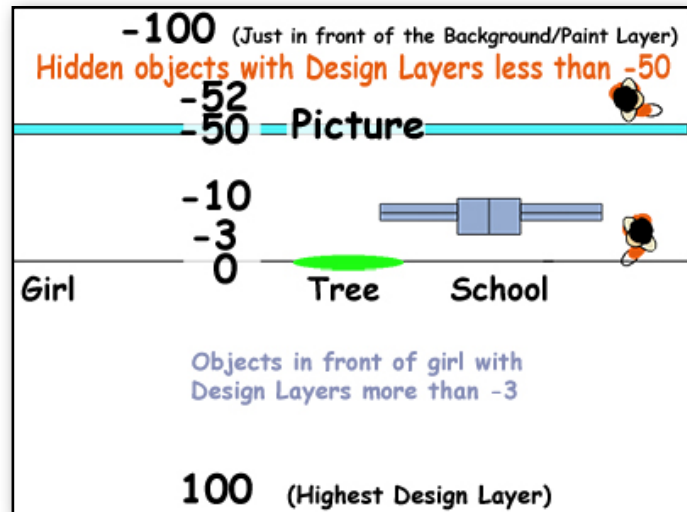 -100 (Just in front of the Background/Paint Layer)
Hidden objects with Design Layers less than -50
-52
-50 Picture
-10
-3
0
Girl Tree School
Objects in front of girl with
Design Layers more than -3
100 (Highest Design Layer)